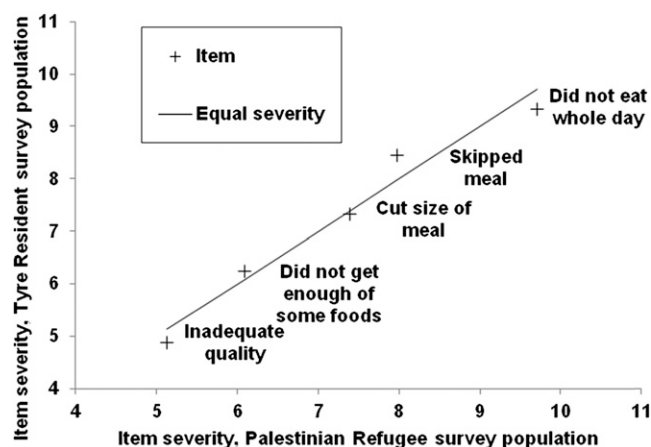 Item severity, Tyre Resident survey population
11
10
9
8
7
6
5
4
Item
Equal severity
Did not eat
whole day
Skipped
meal
Cut size of
meal
Did not get
enough of
some foods
Inadequate
quality
4
5
6
7
8
9
10
11
Item severity, Palestinian Refugee survey population